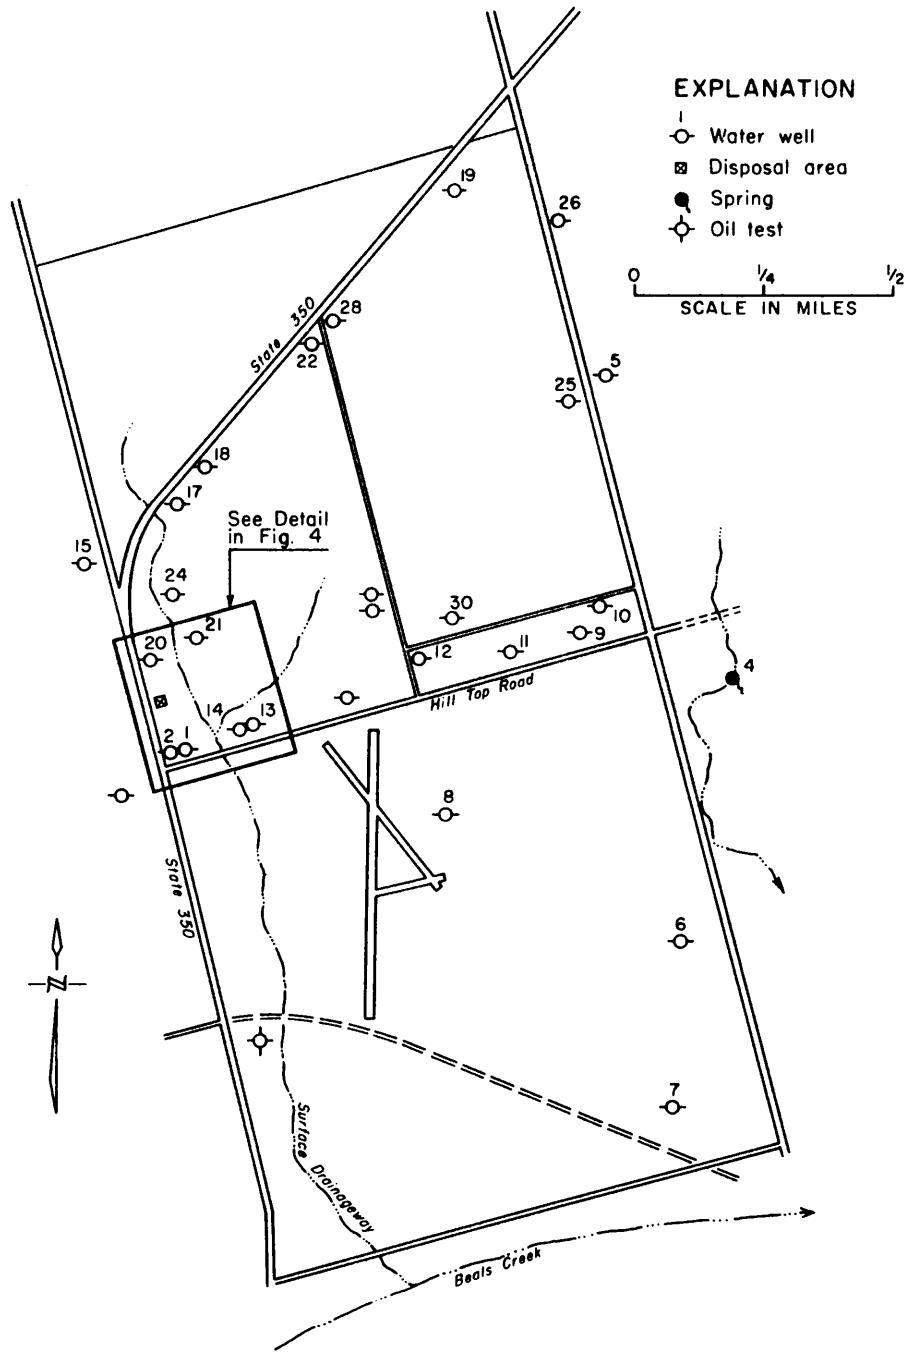 EXPLANATION
1
Water well
Disposal area
Spring
Oil test
0 1/4 1/2
SCALE IN MILES
19
26
State 350
28
22
5
25
18
17
See Detail
in Fig. 4
15
24
30
10
21
9
20
12
11
4
Hill Top Road
14
13
2
1
8
State 350
6
N
7
Surface Drainageway
Beals Creek